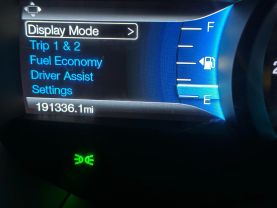 Display Mode >
F
Trip 1 & 2
Fuel Economy
Driver Assist
Settings
E
191336.1mi